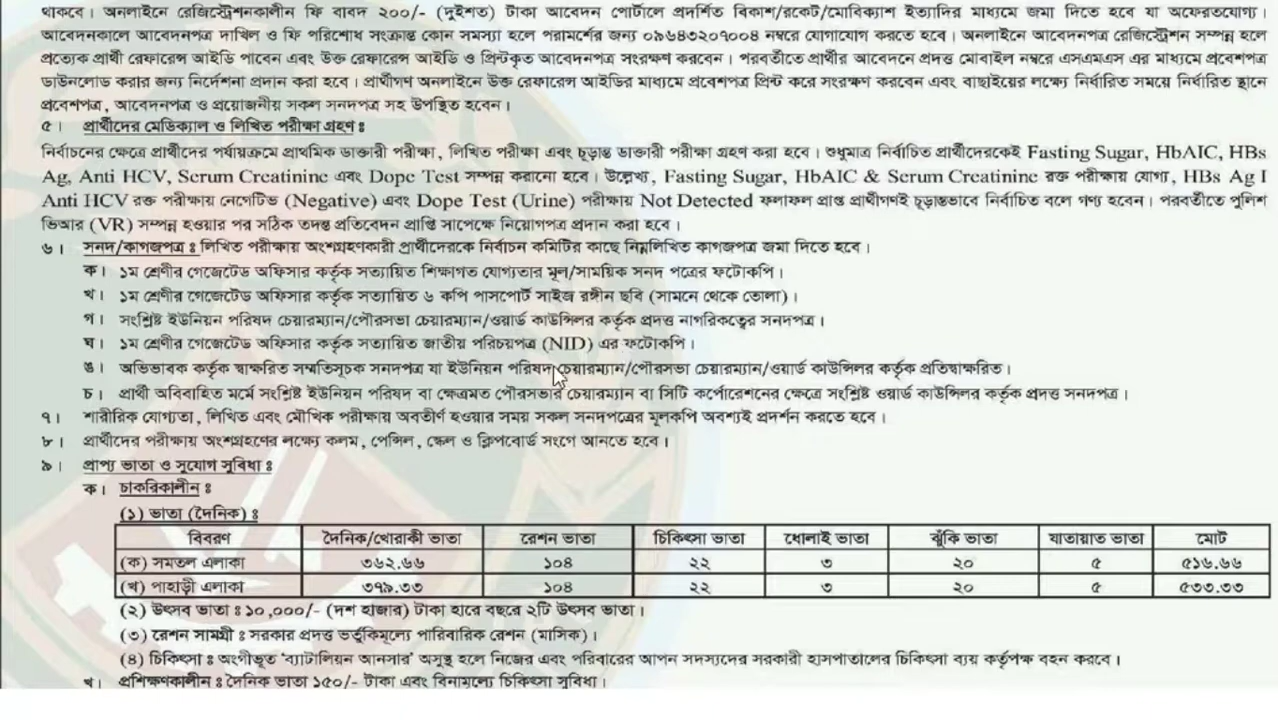 থাকবে। অনলাইনে রেজিস্ট্রেশনকালীন ফি বাবদ ২০০/- (দুইশত) টাকা আবেদন পোর্টালে প্রদর্শিত বিকাশ/রকেট/মোবিক্যাশ ইত্যাদির মাধ্যমে জমা দিতে হবে যা অফেরতযোগ্য।
আবেদনকালে আবেদনপত্র দাখিল ও ফি পরিশোধ সংক্রান্ত কোন সমস্যা হলে পরামর্শের জন্য ০৯৬৪৩২০৭০০৪ নম্বরে যোগাযোগ করতে হবে। অনলাইনে আবেদনপত্র রেজিস্ট্রেশন সম্পন্ন হলে
প্রত্যেক প্রার্থী রেফারেন্স আইডি পাবেন এবং উক্ত রেফারেন্স আইডি ও প্রিন্টকৃত আবেদনপত্র সংরক্ষণ করবেন। পরবর্তীতে প্রার্থীর আবেদনে প্রদত্ত মোবাইল নম্বরে এসএমএস এর মাধ্যমে প্রবেশপত্র
ডাউনলোড করার জন্য নির্দেশনা প্রদান করা হবে। প্রার্থীগণ অনলাইনে উক্ত রেফারেন্স আইডির মাধ্যমে প্রবেশপত্র প্রিন্ট করে সংরক্ষণ করবেন এবং বাছাইয়ের লক্ষ্যে নির্ধারিত সময়ে নির্ধারিত স্থানে
প্রবেশপত্র, আবেদনপত্র ও প্রয়োজনীয় সকল সনদপত্র সহ উপস্থিত হবেন।
৫। প্রার্থীদের মেডিক্যাল ও লিখিত পরীক্ষা গ্রহণ ঃ
নির্বাচনের ক্ষেত্রে প্রার্থীদের পর্যায়ক্রমে প্রাথমিক ডাক্তারী পরীক্ষা, লিখিত পরীক্ষা এবং চূড়ান্ত ডাক্তারী পরীক্ষা গ্রহণ করা হবে। শুধুমাত্র নির্বাচিত প্রার্থীদেরকেই Fasting Sugar, HbAIC, HBs
Ag, Anti HCV, Serum Creatinine এবং Dope Test সম্পন্ন করানো হবে। উল্লেখ্য, Fasting Sugar, HbAIC & Serum Creatinine রক্ত পরীক্ষায় যোগ্য, HBs Ag I
Anti HCV রক্ত পরীক্ষায় নেগেটিভ (Negative) এবং Dope Test (Urine) পরীক্ষায় Not Detected ফলাফল প্রাপ্ত প্রার্থীগণই চূড়ান্তভাবে নির্বাচিত বলে গণ্য হবেন। পরবর্তীতে পুলিশ
ভিআর (VR) সম্পন্ন হওয়ার পর সঠিক তদন্ত প্রতিবেদন প্রাপ্তি সাপেক্ষে নিয়োগপত্র প্রদান করা হবে।
৬। সনদ/কাগজপত্র ঃ লিখিত পরীক্ষায় অংশগ্রহণকারী প্রার্থীদেরকে নির্বাচন কমিটির কাছে নিম্নলিখিত কাগজপত্র জমা দিতে হবে।
ক। ১ম শ্রেণীর গেজেটেড অফিসার কর্তৃক সত্যায়িত শিক্ষাগত যোগ্যতার মূল/সাময়িক সনদ পত্রের ফটোকপি।
খ। ১ম শ্রেণীর গেজেটেড অফিসার কর্তৃক সত্যায়িত ৬ কপি পাসপোর্ট সাইজ রঙ্গীন ছবি (সামনে থেকে তোলা)।
গ। সংশ্লিষ্ট ইউনিয়ন পরিষদ চেয়ারম্যান/পৌরসভা চেয়ারম্যান/ওয়ার্ড কাউন্সিলর কর্তৃক প্রদত্ত নাগরিকত্বের সনদপত্র।
ঘ। ১ম শ্রেণীর গেজেটেড অফিসার কর্তৃক সত্যায়িত জাতীয় পরিচয়পত্র (NID) এর ফটোকপি।
ঙ। অভিভাবক কর্তৃক স্বাক্ষরিত সম্মতিসূচক সনদপত্র যা ইউনিয়ন পরিষদ চেয়ারম্যান/পৌরসভা চেয়ারম্যান/ওয়ার্ড কাউন্সিলর কর্তৃক প্রতিস্বাক্ষরিত।
চ। প্রার্থী অবিবাহিত মর্মে সংশ্লিষ্ট ইউনিয়ন পরিষদ বা ক্ষেত্রমত পৌরসভার চেয়ারম্যান বা সিটি কর্পোরেশনের ক্ষেত্রে সংশ্লিষ্ট ওয়ার্ড কাউন্সিলর কর্তৃক প্রদত্ত সনদপত্র।
৭। শারীরিক যোগ্যতা, লিখিত এবং মৌখিক পরীক্ষায় অবতীর্ণ হওয়ার সময় সকল সনদপত্রের মূলকপি অবশ্যই প্রদর্শন করতে হবে।
৮। প্রার্থীদের পরীক্ষায় অংশগ্রহণের লক্ষ্যে কলম, পেন্সিল, স্কেল ও ক্লিপবোর্ড সংগে আনতে হবে।
৯। প্রাপ্য ভাতা ও সুযোগ সুবিধা ঃ
ক। চাকরিকালীন ঃ
(১) ভাতা (দৈনিক) ঃ
বিবরণ দৈনিক/খোরাকী ভাতা রেশন ভাতা চিকিৎসা ভাতা ধোলাই ভাতা ঝুঁকি ভাতা যাতায়াত ভাতা মোট
(ক) সমতল এলাকা ৩৬২.৬৬ ১০৪ ২২ ৩ ২০ ৫ ৫১৬.৬৬
(খ) পাহাড়ী এলাকা ৩৭৯.৩৩ ১০৪ ২২ ৩ ২০ ৫ ৫৩৩.৩৩
(২) উৎসব ভাতা ঃ ১০,০০০/- (দশ হাজার) টাকা হারে বছরে ২টি উৎসব ভাতা।
(৩) রেশন সামগ্রী ঃ সরকার প্রদত্ত ভর্তুকিমূল্যে পারিবারিক রেশন (মাসিক)।
(৪) চিকিৎসা ঃ অংগীভূত 'ব্যাটালিয়ন আনসার' অসুস্থ হলে নিজের এবং পরিবারের আপন সদস্যদের সরকারী হাসপাতালের চিকিৎসা ব্যয় কর্তৃপক্ষ বহন করবে।
খ। প্রশিক্ষণকালীন ঃ দৈনিক ভাতা ১৫০/- টাকা এবং বিনামূল্যে চিকিৎসা সুবিধা।